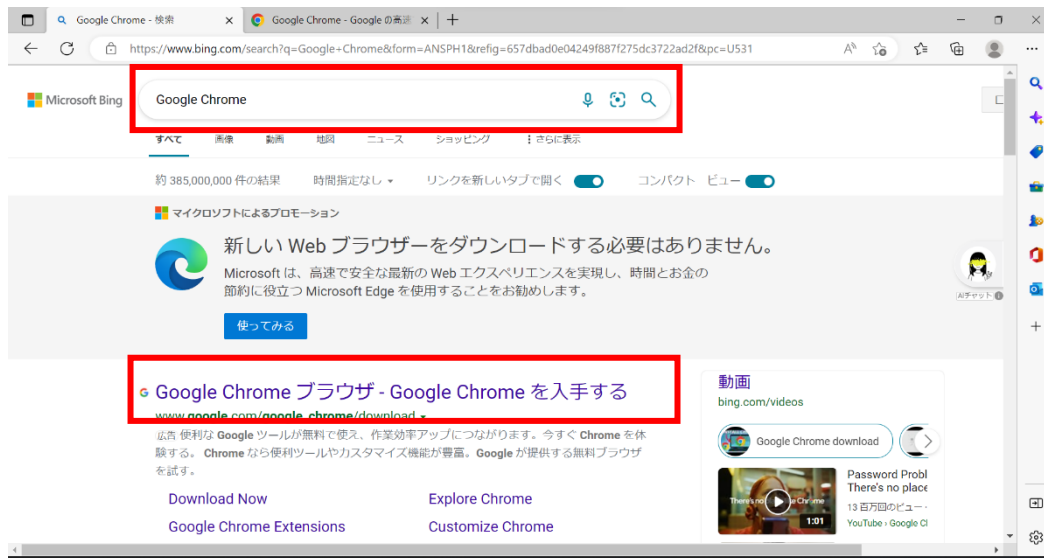 Google Chrome - 検索
Google Chrome - Google の高速
https://www.bing.com/search?q=Google+Chrome&form=ANSPH1&refig=657dbad0e04249f887f275dc3722ad2f&pc=U531
Microsoft Bing
Google Chrome
すべて 画像 動画 地図 ニュース ショッピング さらに表示
約 385,000,000 件の結果 時間指定なし リンクを新しいタブで開く コンパクト ビュー
マイクロソフトによるプロモーション
新しい Web ブラウザーをダウンロードする必要はありません。
Microsoft は、高速で安全な最新の Web エクスペリエンスを実現し、時間とお金の
節約に役立つ Microsoft Edge を使用することをお勧めします。
使ってみる
AIチャット
Google Chrome ブラウザ - Google Chrome を入手する
www.google.com/google_chrome/download
広告 便利な Google ツールが無料で使え、作業効率アップにつながります。今すぐ Chrome を体
験する。 Chrome なら便利ツールやカスタマイズ機能が豊富。Google が提供する無料ブラウザ
を試す。
Download Now Explore Chrome
Google Chrome Extensions Customize Chrome
動画
bing.com/videos
Google Chrome download
There's no place like Chrome
1:01
Password Probl
There's no place
13 百万回のビュー ·
YouTube › Google Cl